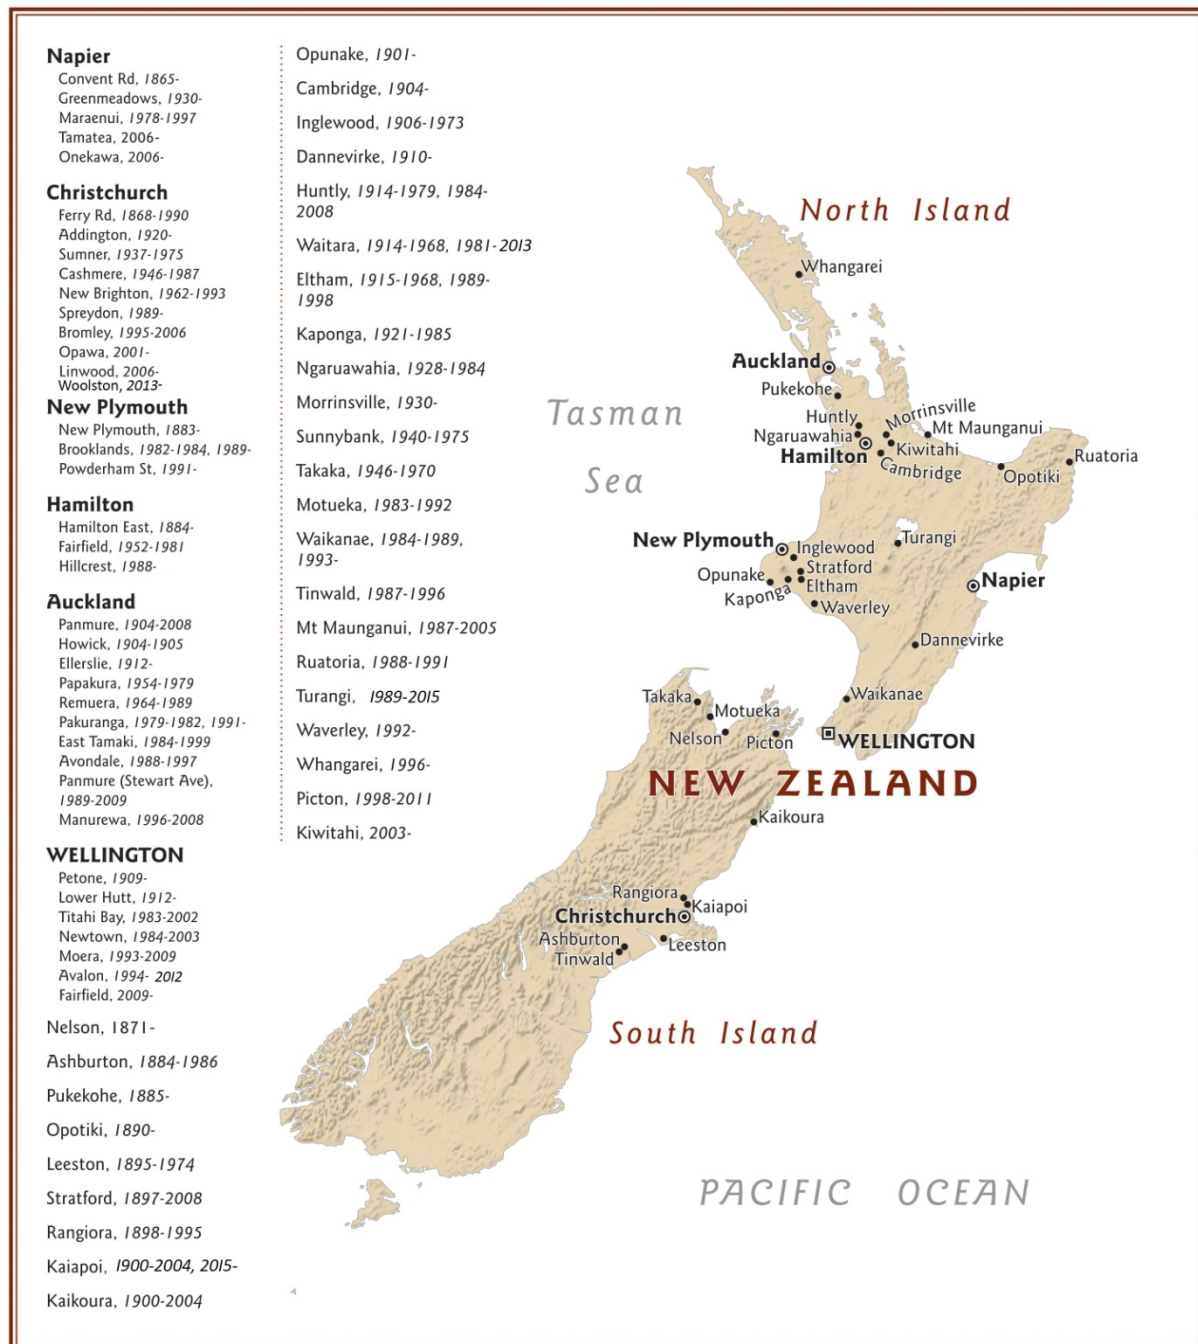 Napier
Convent Rd, 1865-
Greenmeadows, 1930-
Maraenui, 1978-1997
Tamatea, 2006-
Onekawa, 2006-
Christchurch
Ferry Rd, 1868-1990
Addington, 1920-
Sumner, 1937-1975
Cashmere, 1946-1987
New Brighton, 1962-1993
Spreydon, 1989-
Bromley, 1995-2006
Opawa, 2001-
Linwood, 2006-
Woolston, 2013-
New Plymouth
New Plymouth, 1883-
Brooklands, 1982-1984, 1989-
Powderham St, 1991-
Hamilton
Hamilton East, 1884-
Fairfield, 1952-1981
Hillcrest, 1988-
Auckland
Panmure, 1904-2008
Howick, 1904-1905
Ellerslie, 1912-
Papakura, 1954-1979
Remuera, 1964-1989
Pakuranga, 1979-1982, 1991-
East Tamaki, 1984-1999
Avondale, 1988-1997
Panmure (Stewart Ave),
1989-2009
Manurewa, 1996-2008
WELLINGTON
Petone, 1909-
Lower Hutt, 1912-
Titahi Bay, 1983-2002
Newtown, 1984-2003
Moera, 1993-2009
Avalon, 1994- 2012
Fairfield, 2009-
Nelson, 1871-
Ashburton, 1884-1986
Pukekohe, 1885-
Opotiki, 1890-
Leeston, 1895-1974
Stratford, 1897-2008
Rangiora, 1898-1995
Kaiapoi, 1900-2004, 2015-
Kaikoura, 1900-2004
Opunake, 1901-
Cambridge, 1904-
Inglewood, 1906-1973
Dannevirke, 1910-
Huntly, 1914-1979, 1984-
2008
Waitara, 1914-1968, 1981-2013
Eltham, 1915-1968, 1989-
1998
Kaponga, 1921-1985
Ngaruawahia, 1928-1984
Morrinsville, 1930-
Sunnybank, 1940-1975
Takaka, 1946-1970
Motueka, 1983-1992
Waikanae, 1984-1989,
1993-
Tinwald, 1987-1996
Mt Maunganui, 1987-2005
Ruatoria, 1988-1991
Turangi, 1989-2015
Waverley, 1992-
Whangarei, 1996-
Picton, 1998-2011
Kiwitahi, 2003-
North Island
Whangarei
Auckland
Pukekohe
Huntly
Morrinsville
Mt Maunganui
Ngaruawahia
Kiwitahi
Hamilton
Cambridge
Ruatoria
Opotiki
Tasman
Sea
New Plymouth
Inglewood
Turangi
Stratford
Opunake
Eltham
Kaponga
Napier
Waverley
Dannevirke
Takaka
Waikanae
Motueka
Nelson
Picton
WELLINGTON
NEW ZEALAND
Kaikoura
Rangiora
Kaiapoi
Christchurch
Ashburton
Leeston
Tinwald
South Island
PACIFIC OCEAN